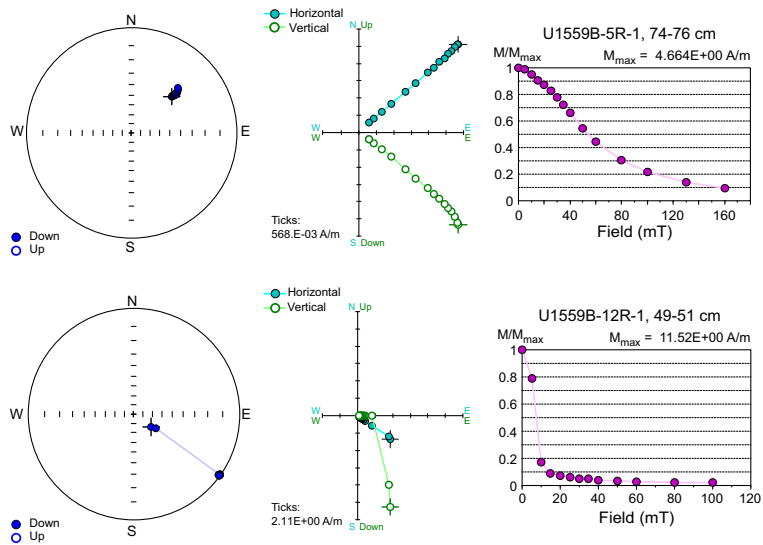 N
W
E
S
Down
Up
Horizontal
Vertical
N Up
W E
W E
Ticks:
568.E-03 A/m
S Down
U1559B-5R-1, 74-76 cm
M/Mmax
Mmax = 4.664E+00 A/m
1
0.8
0.6
0.4
0.2
0
0 40 80 120 160
Field (mT)
N
W
E
S
Down
Up
Horizontal
Vertical
N Up
W E
W E
Ticks:
2.11E+00 A/m
S Down
U1559B-12R-1, 49-51 cm
M/Mmax
Mmax = 11.52E+00 A/m
1
0.8
0.6
0.4
0.2
0
0 20 40 60 80 100 120
Field (mT)